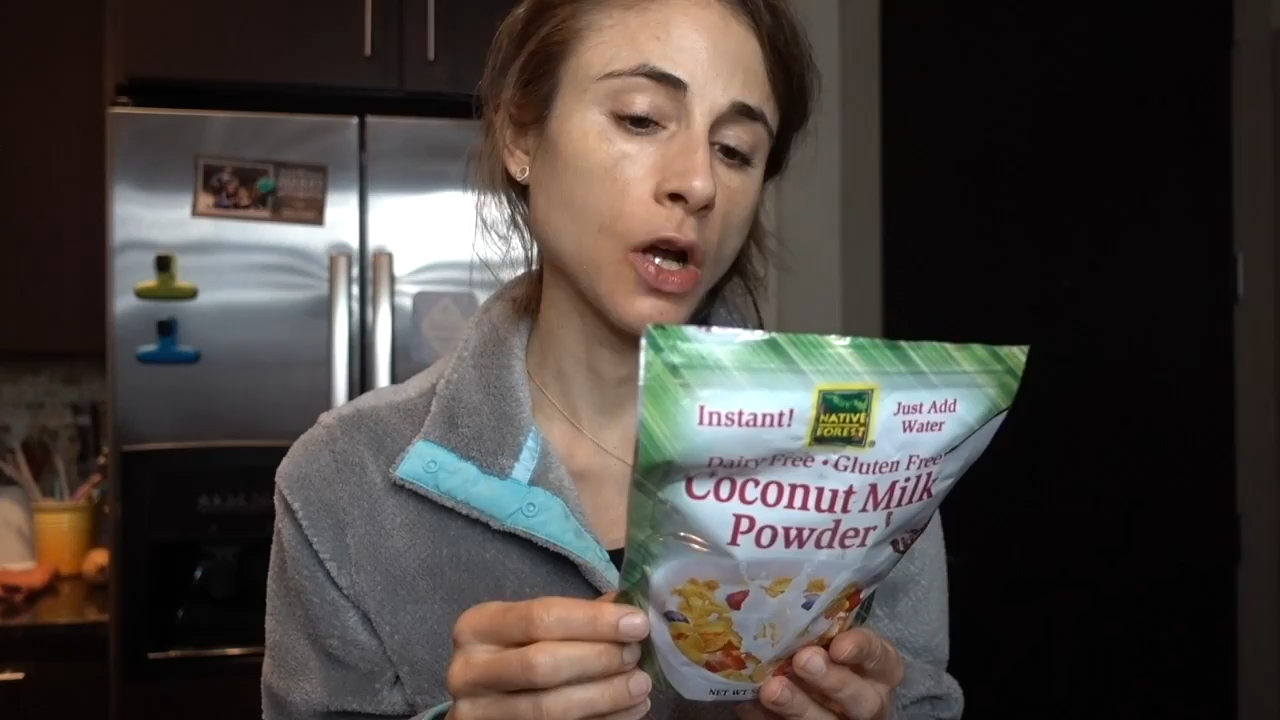 Instant!
NATIVE
FOREST
Just Add
Water
Dairy Free • Gluten Free
Coconut Milk
Powder
NET WT